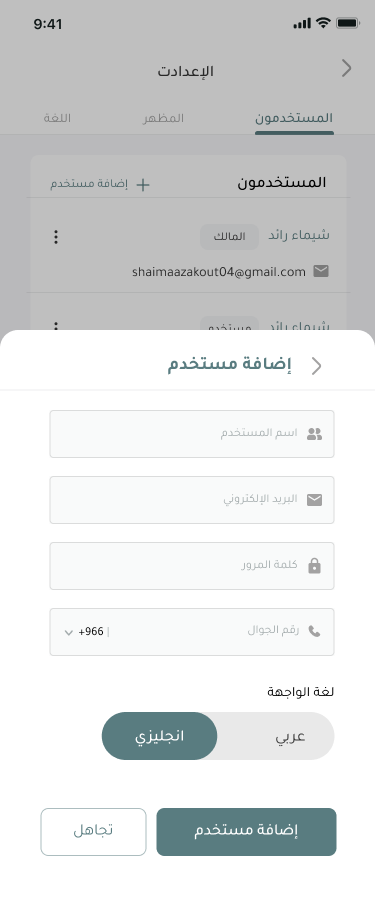 9:41
الإعدادت
المستخدمون
المظهر
اللغة
المستخدمون
إضافة مستخدم
شيماء رائد
المالك
shaimaazakout04@gmail.com
شيماء رائد
مستخدم
إضافة مستخدم
اسم المستخدم
البريد الإلكتروني
كلمة المرور
رقم الجوال
+966
لغة الواجهة
عربي
انجليزي
إضافة مستخدم
تجاهل